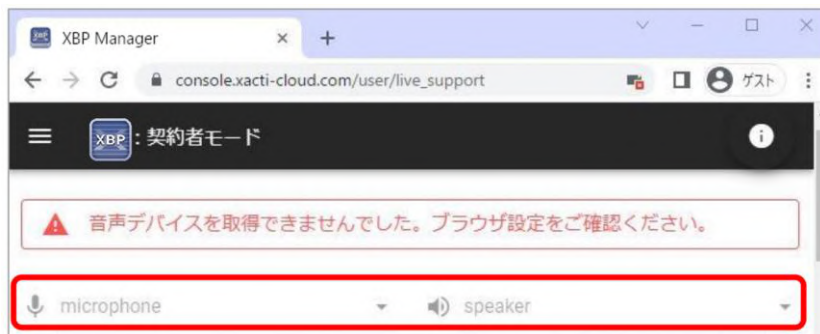 XBP Manager
console.xacti-cloud.com/user/live_support
ゲスト
XBP : 契約者モード
音声デバイスを取得できませんでした。ブラウザ設定をご確認ください。
microphone
speaker